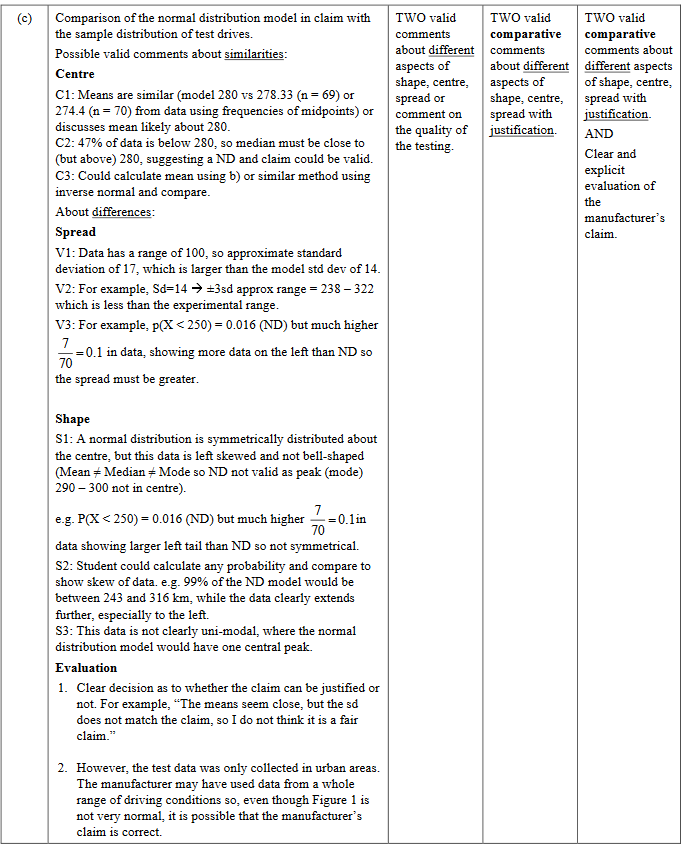 (c)
Comparison of the normal distribution model in claim with
the sample distribution of test drives.
Possible valid comments about similarities:
Centre
C1: Means are similar (model 280 vs 278.33 (n = 69) or
274.4 (n = 70) from data using frequencies of midpoints) or
discusses mean likely about 280.
C2: 47% of data is below 280, so median must be close to
(but above) 280, suggesting a ND and claim could be valid.
C3: Could calculate mean using b) or similar method using
inverse normal and compare.
About differences:
Spread
V1: Data has a range of 100, so approximate standard
deviation of 17, which is larger than the model std dev of 14.
V2: For example, Sd=14 → ±3sd approx range = 238 – 322
which is less than the experimental range.
V3: For example, p(X < 250) = 0.016 (ND) but much higher
7/70 = 0.1 in data, showing more data on the left than ND so
the spread must be greater.
Shape
S1: A normal distribution is symmetrically distributed about
the centre, but this data is left skewed and not bell-shaped
(Mean ≠ Median ≠ Mode so ND not valid as peak (mode)
290 – 300 not in centre).
e.g. P(X < 250) = 0.016 (ND) but much higher 7/70 = 0.1 in
data showing larger left tail than ND so not symmetrical.
S2: Student could calculate any probability and compare to
show skew of data. e.g. 99% of the ND model would be
between 243 and 316 km, while the data clearly extends
further, especially to the left.
S3: This data is not clearly uni-modal, where the normal
distribution model would have one central peak.
Evaluation
1. Clear decision as to whether the claim can be justified or
not. For example, “The means seem close, but the sd
does not match the claim, so I do not think it is a fair
claim.”
2. However, the test data was only collected in urban areas.
The manufacturer may have used data from a whole
range of driving conditions so, even though Figure 1 is
not very normal, it is possible that the manufacturer’s
claim is correct.
TWO valid
comments
about different
aspects of
shape, centre,
spread or
comment on
the quality of
the testing.
TWO valid
comparative
comments
about different
aspects of
shape, centre,
spread with
justification.
TWO valid
comparative
comments about
different aspects
of shape, centre,
spread with
justification.
AND
Clear and
explicit
evaluation of
the
manufacturer’s
claim.